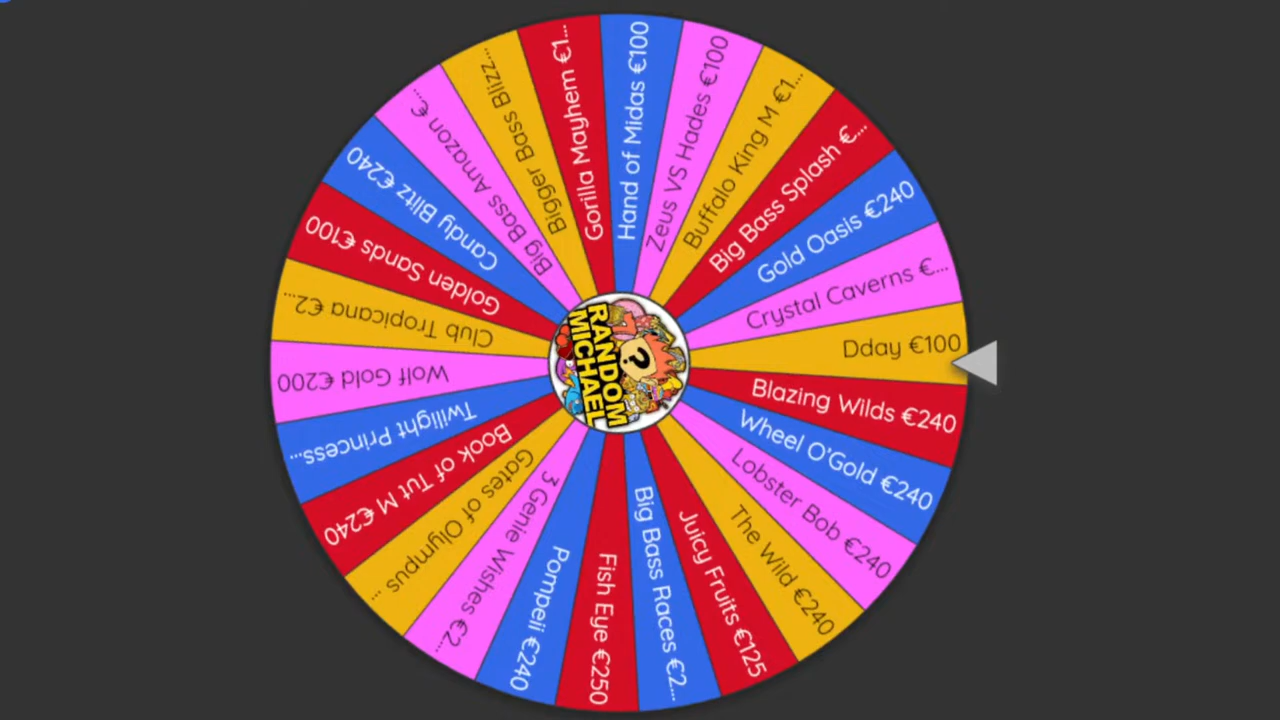 Hand of Midas €100
Zeus VS Hades €100
Buffalo King M €1...
Big Bass Splash €...
Gold Oasis €240
Crystal Caverns €...
Dday €100
Blazing Wilds €240
Wheel O'Gold €240
Lobster Bob €240
The Wild €240
Juicy Fruits €125
Big Bass Races €2...
Fish Eye €250
Pompeii €240
3 Genie Wishes €2...
Gates of Olympus ...
Book of Tut M €240
Twilight Princess...
Wolf Gold €200
Club Tropicana €2...
Golden Sands €100
Candy Blitz €240
Big Bass Amazon €...
Bigger Bass Blizz...
Gorilla Mayhem €1...
RANDOM
MICHAEL
?